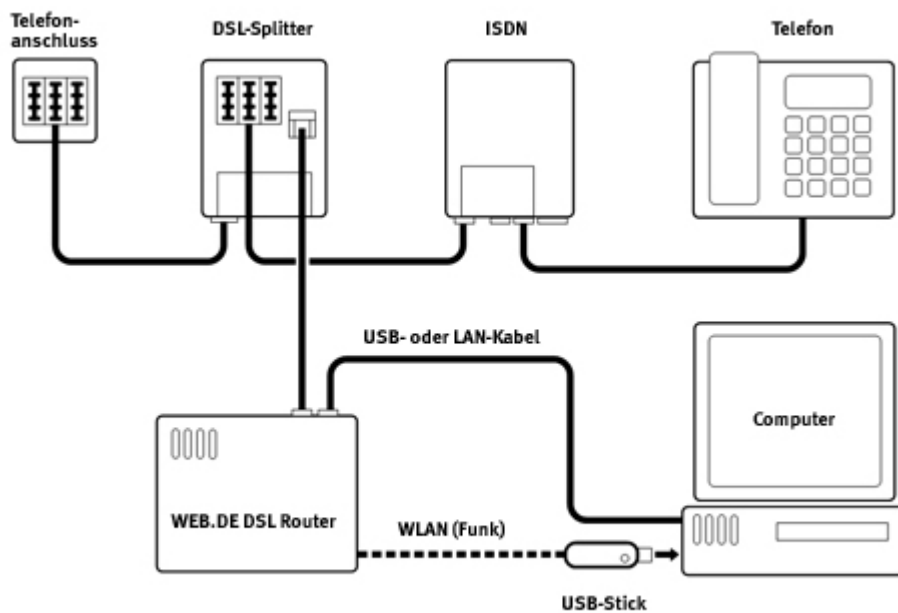 Telefon-
anschluss
DSL-Splitter
ISDN
Telefon
USB- oder LAN-Kabel
Computer
WEB.DE DSL Router
WLAN (Funk)
USB-Stick